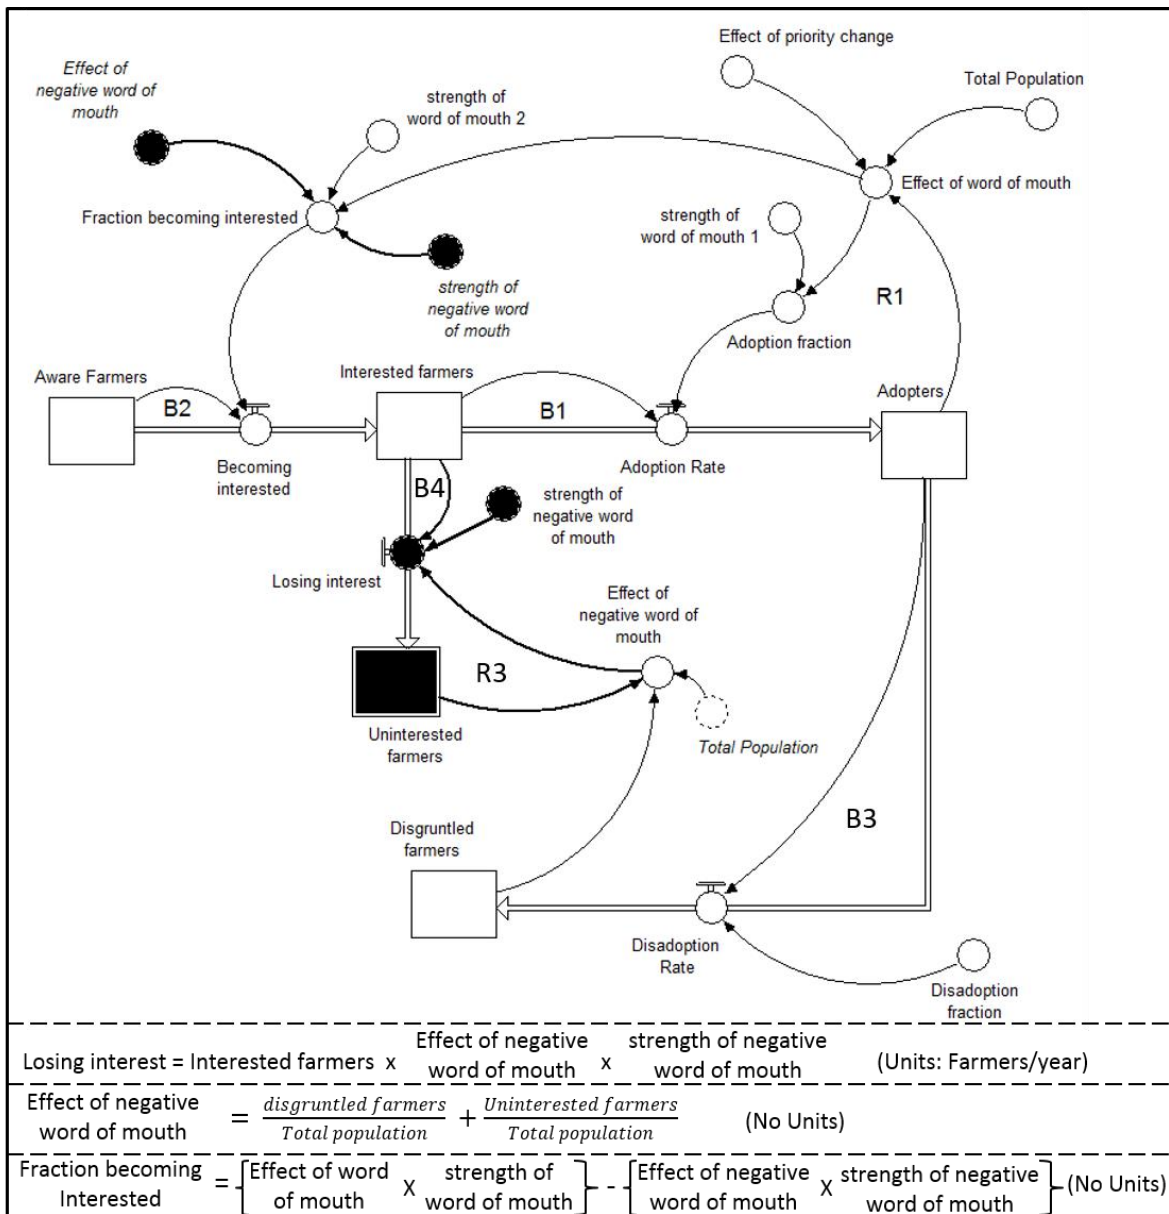 Effect of priority change
Effect of
negative word of
mouth
Total Population
strength of
word of mouth 2
Effect of word of mouth
Fraction becoming interested
strength of
word of mouth 1
strength of
negative word
of mouth
R1
Adoption fraction
Aware Farmers
Interested farmers
Adopters
B2
B1
Becoming
interested
Adoption Rate
B4
strength of
negative word
of mouth
Losing interest
Effect of
negative word of
mouth
R3
Uninterested
farmers
Total Population
Disgruntled
farmers
B3
Disadoption
Rate
Disadoption
fraction
Losing interest = Interested farmers x Effect of negative word of mouth x strength of negative word of mouth (Units: Farmers/year)
Effect of negative word of mouth = disgruntled farmers / Total population + Uninterested farmers / Total population (No Units)
Fraction becoming Interested = {Effect of word of mouth X strength of word of mouth} - - {Effect of negative word of mouth X strength of negative word of mouth} (No Units)